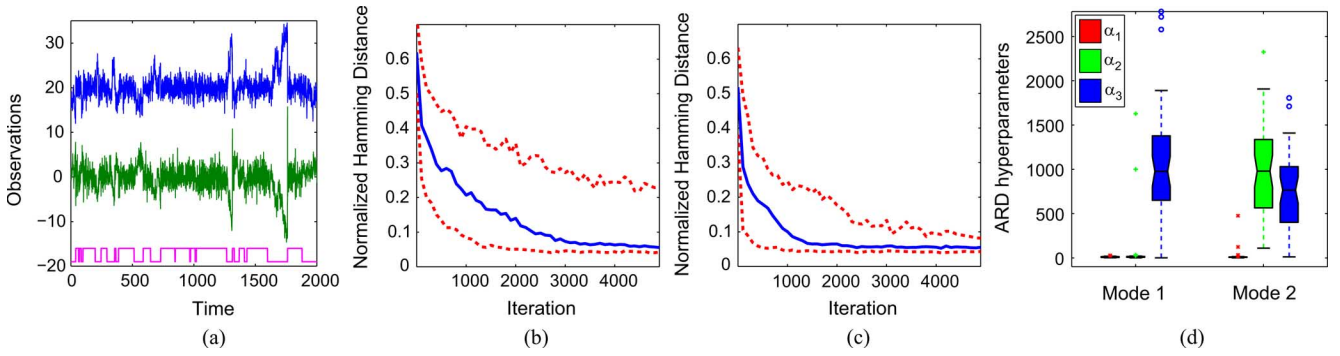 Observations
30
20
10
0
−10
−20
0
500
1000
1500
2000
Time
(a)
Normalized Hamming Distance
0.6
0.5
0.4
0.3
0.2
0.1
0
1000
2000
3000
4000
Iteration
(b)
Normalized Hamming Distance
0.6
0.5
0.4
0.3
0.2
0.1
0
1000
2000
3000
4000
Iteration
(c)
ARD hyperparameters
2500
2000
1500
1000
500
0
α1
α2
α3
Mode 1
Mode 2
(d)